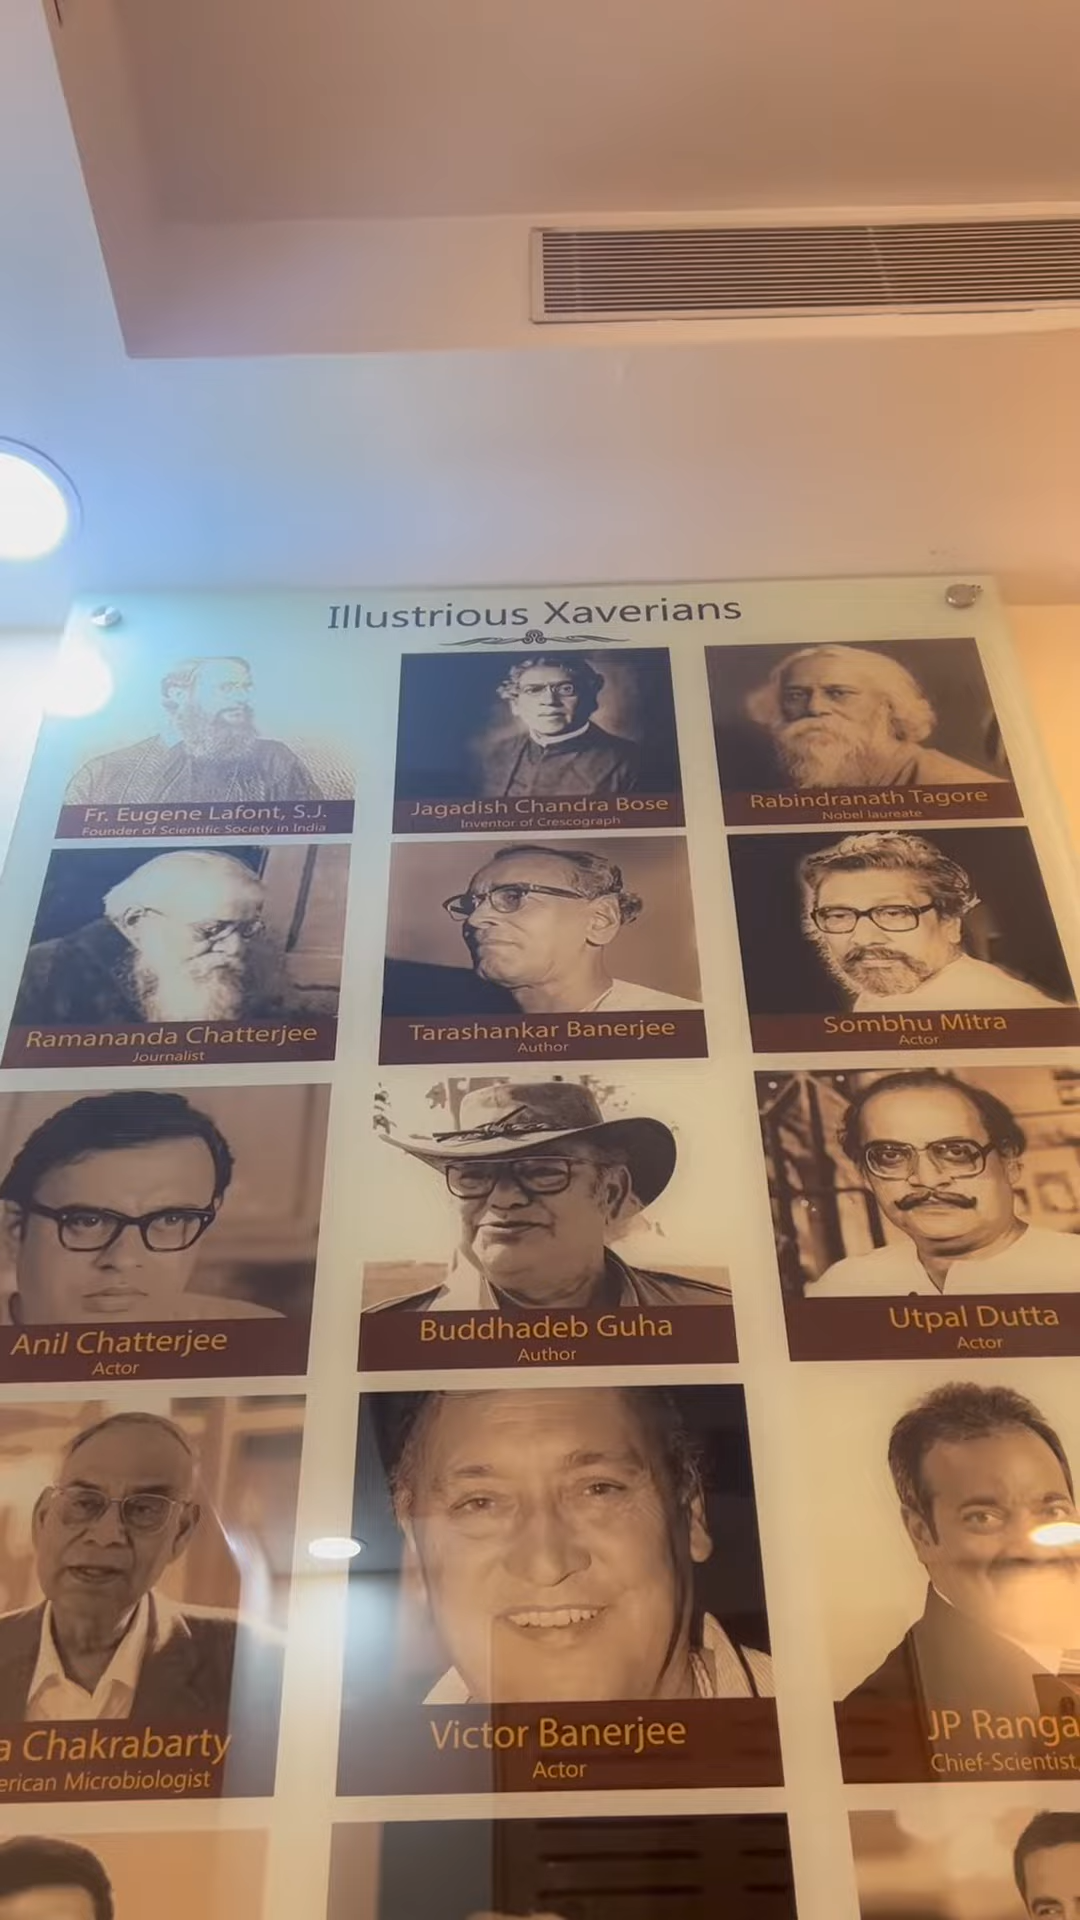 Illustrious Xaverians
Fr. Eugene Lafont, S.J.
Founder of Scientific Society in India
Jagadish Chandra Bose
Inventor of Crescograph
Rabindranath Tagore
Nobel laureate
Ramananda Chatterjee
Journalist
Tarashankar Banerjee
Author
Sombhu Mitra
Actor
Anil Chatterjee
Actor
Buddhadeb Guha
Author
Utpal Dutta
Actor
a Chakrabarty
erican Microbiologist
Victor Banerjee
Actor
JP Ranga
Chief-Scientist,